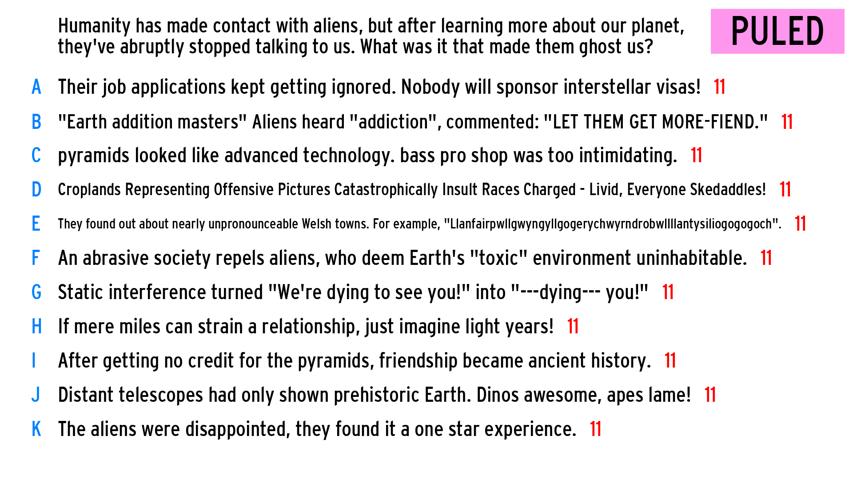 Humanity has made contact with aliens, but after learning more about our planet,
they've abruptly stopped talking to us. What was it that made them ghost us?
PULED
A Their job applications kept getting ignored. Nobody will sponsor interstellar visas! 11
B "Earth addition masters" Aliens heard "addiction", commented: "LET THEM GET MORE-FIEND." 11
C pyramids looked like advanced technology. bass pro shop was too intimidating. 11
D Croplands Representing Offensive Pictures Catastrophically Insult Races Charged - Livid, Everyone Skedaddles! 11
E They found out about nearly unpronounceable Welsh towns. For example, "Llanfairpwllgwyngyllgogerychwyrndrobwllllantysiliogogogoch". 11
F An abrasive society repels aliens, who deem Earth's "toxic" environment uninhabitable. 11
G Static interference turned "We're dying to see you!" into "---dying--- you!" 11
H If mere miles can strain a relationship, just imagine light years! 11
I After getting no credit for the pyramids, friendship became ancient history. 11
J Distant telescopes had only shown prehistoric Earth. Dinos awesome, apes lame! 11
K The aliens were disappointed, they found it a one star experience. 11